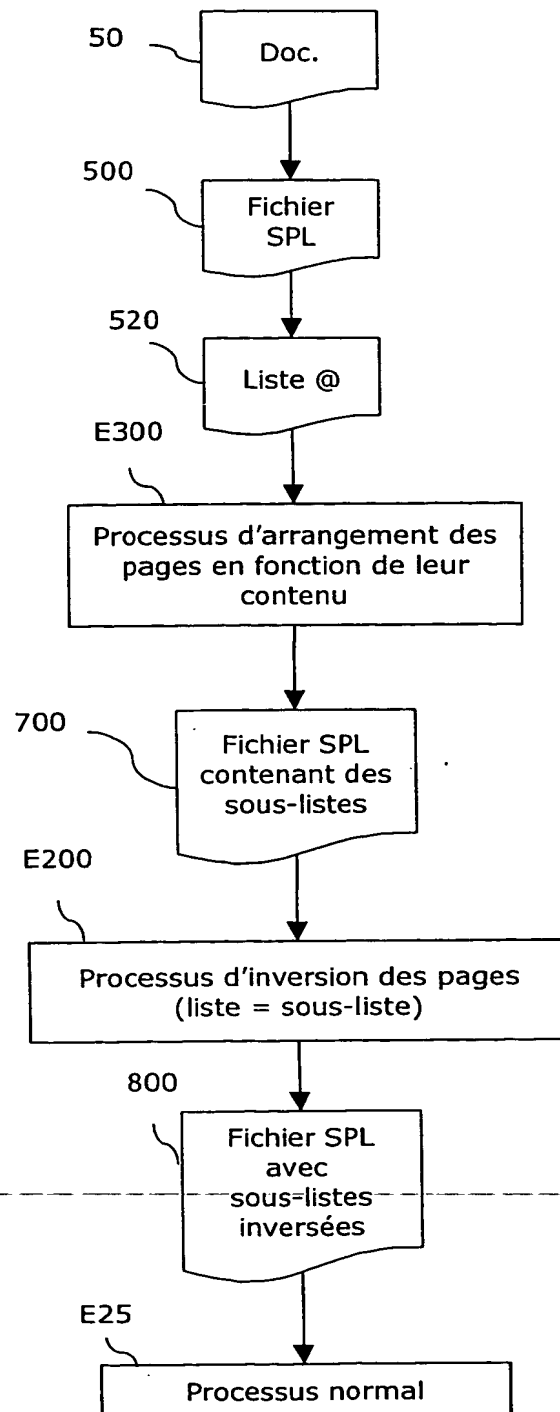 50
Doc.
500
Fichier
SPL
520
Liste @
E300
Processus d'arrangement des
pages en fonction de leur
contenu
700
Fichier SPL
contenant des
sous-listes
E200
Processus d'inversion des pages
(liste = sous-liste)
800
Fichier SPL
avec
sous-listes
inversées
E25
Processus normal